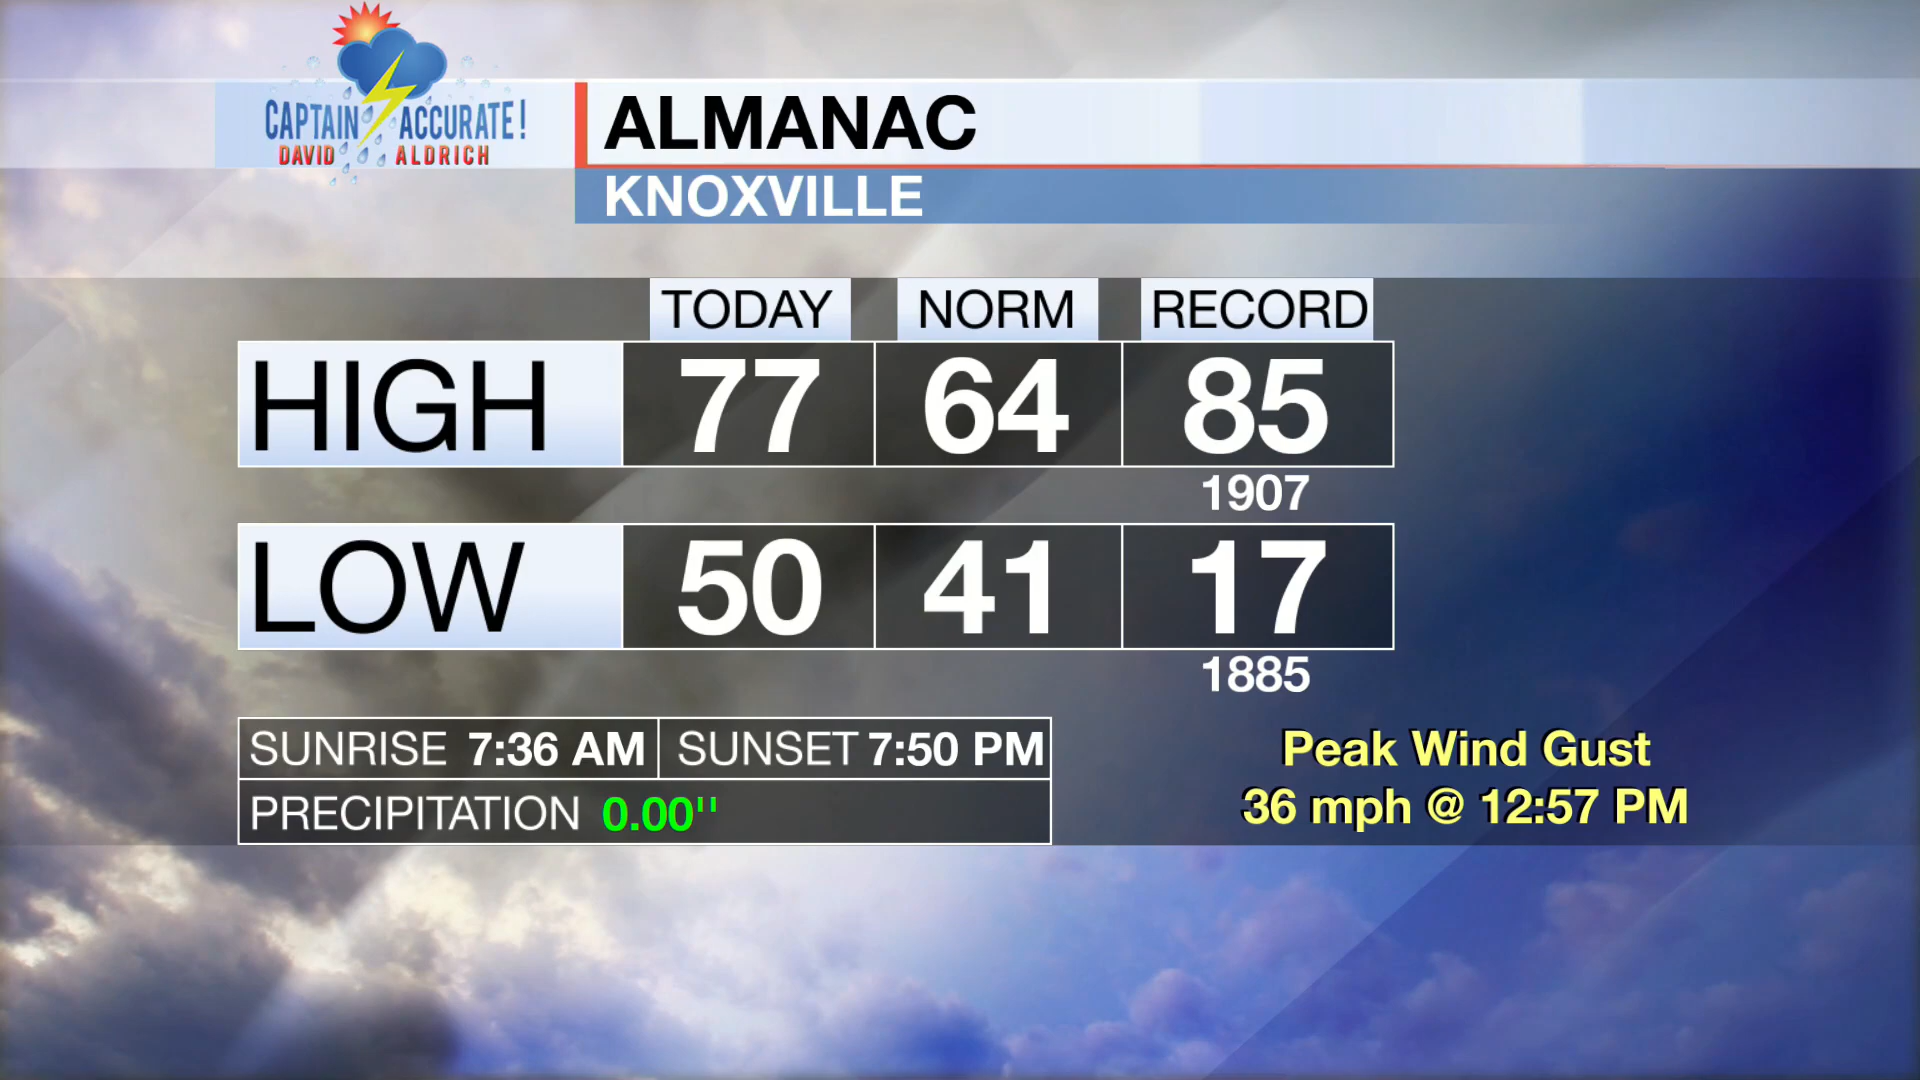 CAPTAIN ACCURATE!
DAVID ALDRICH
ALMANAC
KNOXVILLE
TODAY NORM RECORD
HIGH 77 64 85
1907
LOW 50 41 17
1885
SUNRISE 7:36 AM SUNSET 7:50 PM
PRECIPITATION 0.00''
Peak Wind Gust
36 mph @ 12:57 PM